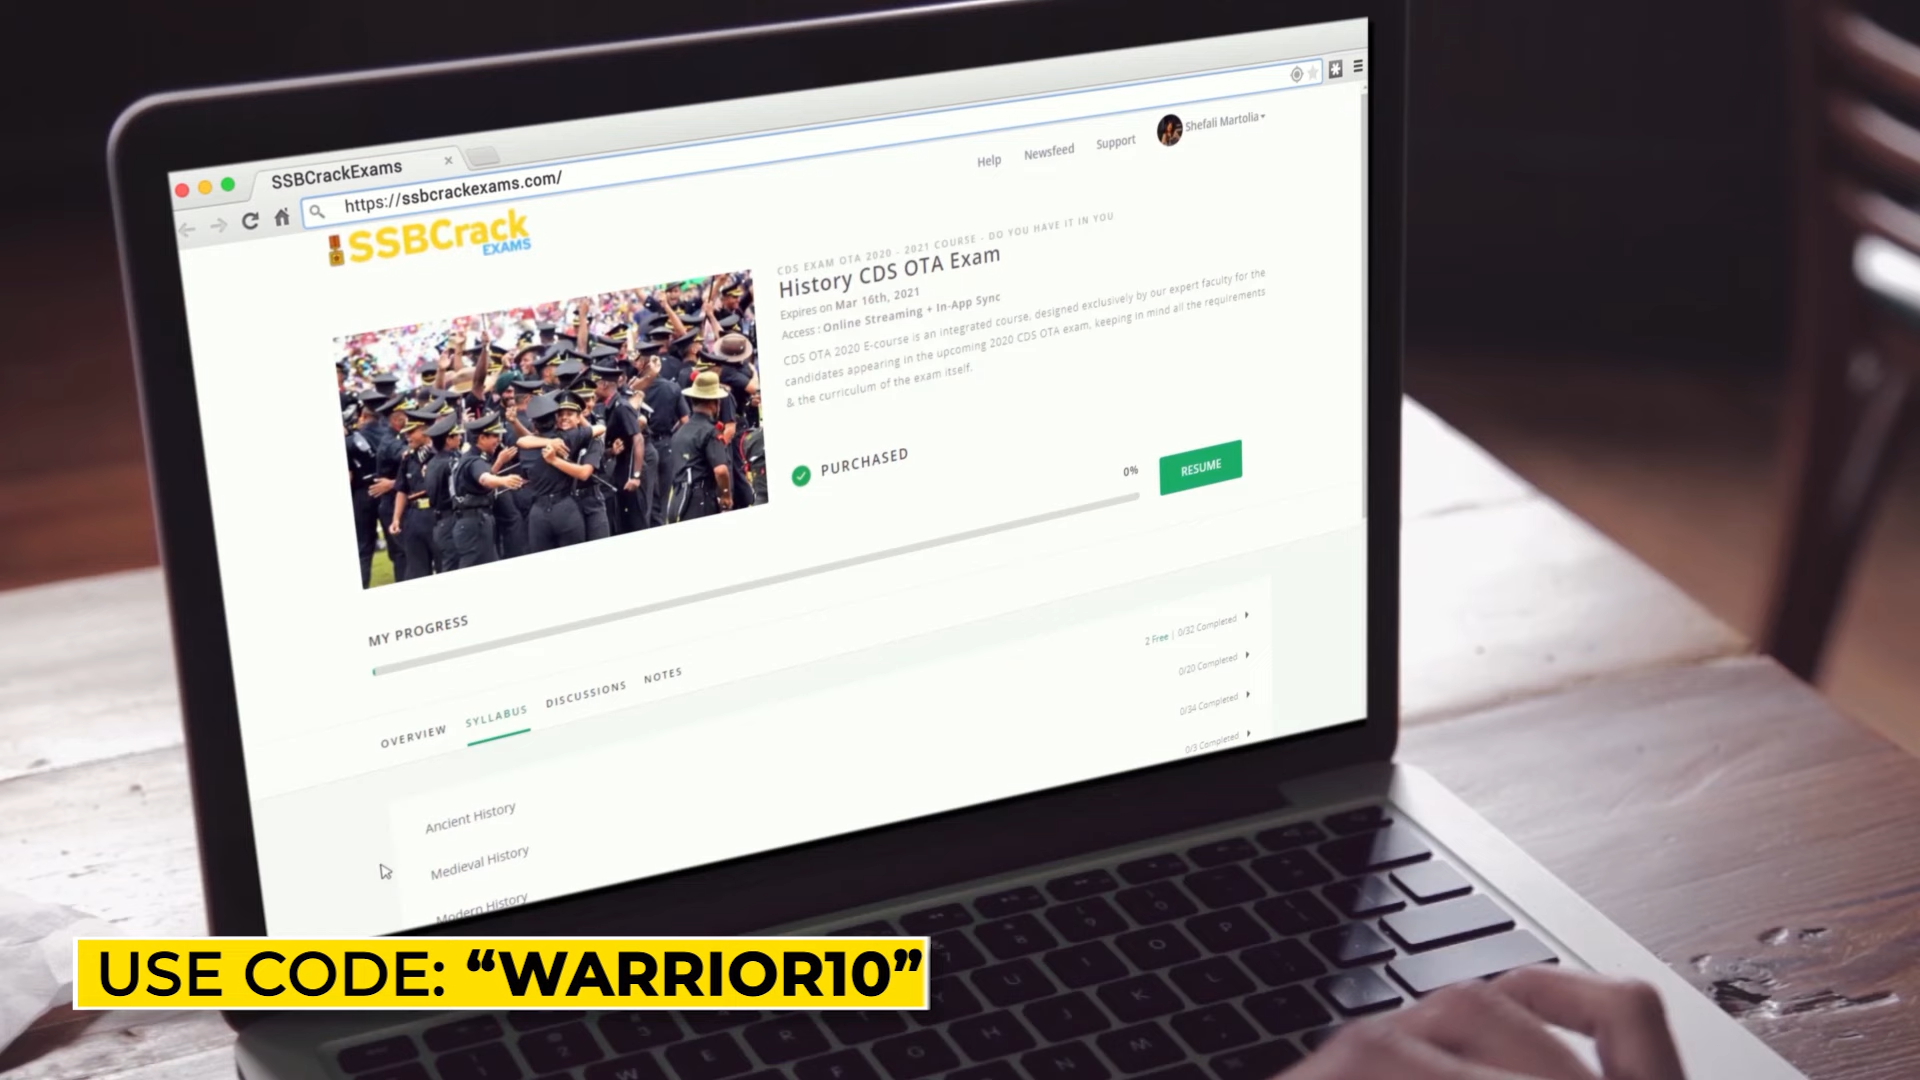 SSBCrackExams
https://ssbcrackexams.com/
SSBCrack
EXAMS
Help
Newsfeed
Support
Shefali Martolia
CDS EXAM OTA 2020 - 2021 COURSE - DO YOU HAVE IT IN YOU
History CDS OTA Exam
Expires on Mar 16th, 2021
Access : Online Streaming + In-App Sync
CDS OTA 2020 E-course is an integrated course, designed exclusively by our expert faculty for the
candidates appearing in the upcoming 2020 CDS OTA exam, keeping in mind all the requirements
& the curriculum of the exam itself.
PURCHASED
0%
RESUME
MY PROGRESS
OVERVIEW
SYLLABUS
DISCUSSIONS
NOTES
2 Free | 0/32 Completed
0/20 Completed
0/34 Completed
0/3 Completed
Ancient History
Medieval History
Modern History
USE CODE: “WARRIOR10”